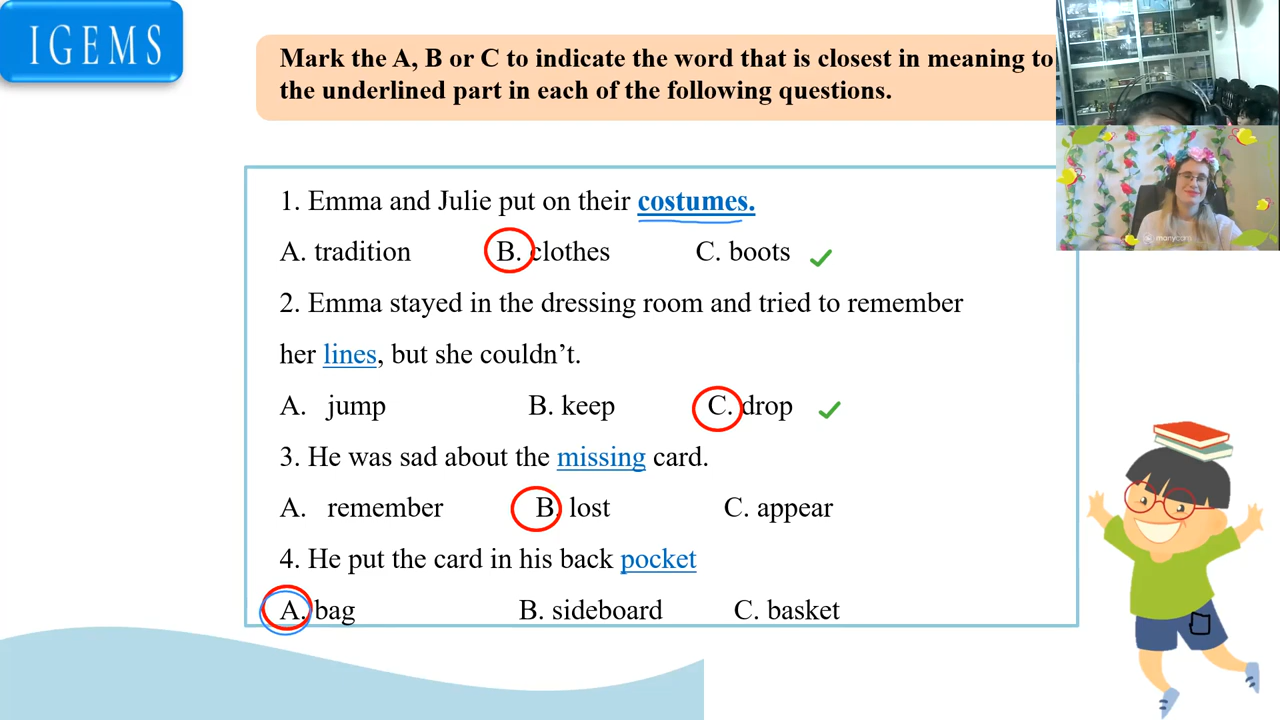 IGEMS
Mark the A, B or C to indicate the word that is closest in meaning to
the underlined part in each of the following questions.
1. Emma and Julie put on their costumes.
A. tradition B. clothes C. boots
2. Emma stayed in the dressing room and tried to remember
her lines, but she couldn’t.
A. jump B. keep C. drop
3. He was sad about the missing card.
A. remember B. lost C. appear
4. He put the card in his back pocket
A. bag B. sideboard C. basket
manycam